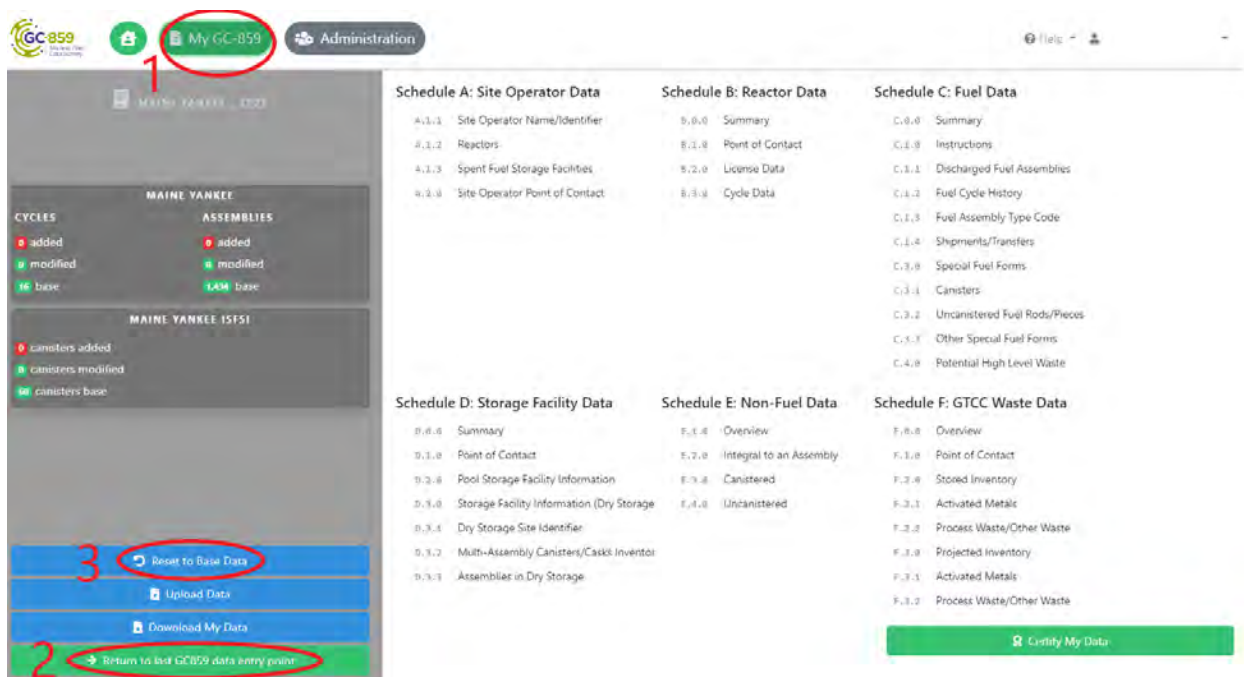 GC-859
My GC-859
Administration
Help
1
MAINE YANKEE
CYCLES
ASSEMBLIES
0 added
0 added
0 modified
0 modified
16 base
1,434 base
MAINE YANKEE ISFSI
0 canisters added
0 canisters modified
60 canisters base
3
Reset to Base Data
Upload Data
Download My Data
2
Return to last GC859 data entry point
Schedule A: Site Operator Data
A.1.1 Site Operator Name/Identifier
A.1.2 Reactors
A.1.3 Spent Fuel Storage Facilities
A.2.0 Site Operator Point of Contact
Schedule B: Reactor Data
B.0.0 Summary
B.1.0 Point of Contact
B.2.0 License Data
B.3.0 Cycle Data
Schedule C: Fuel Data
C.0.0 Summary
C.1.0 Instructions
C.1.1 Discharged Fuel Assemblies
C.1.2 Fuel Cycle History
C.1.3 Fuel Assembly Type Code
C.1.4 Shipments/Transfers
C.3.0 Special Fuel Forms
C.3.1 Canisters
C.3.2 Uncanistered Fuel Rods/Pieces
C.3.3 Other Special Fuel Forms
C.4.0 Potential High Level Waste
Schedule D: Storage Facility Data
D.0.0 Summary
D.1.0 Point of Contact
D.2.0 Pool Storage Facility Information
D.3.0 Storage Facility Information (Dry Storage
D.3.1 Dry Storage Site Identifier
D.3.2 Multi-Assembly Canisters/Casks Inventor
D.3.3 Assemblies in Dry Storage
Schedule E: Non-Fuel Data
E.1.0 Overview
E.2.0 Integral to an Assembly
E.3.0 Canistered
E.4.0 Uncanistered
Schedule F: GTCC Waste Data
F.0.0 Overview
F.1.0 Point of Contact
F.2.0 Stored Inventory
F.2.1 Activated Metals
F.2.2 Process Waste/Other Waste
F.3.0 Projected Inventory
F.3.1 Activated Metals
F.3.2 Process Waste/Other Waste
Certify My Data